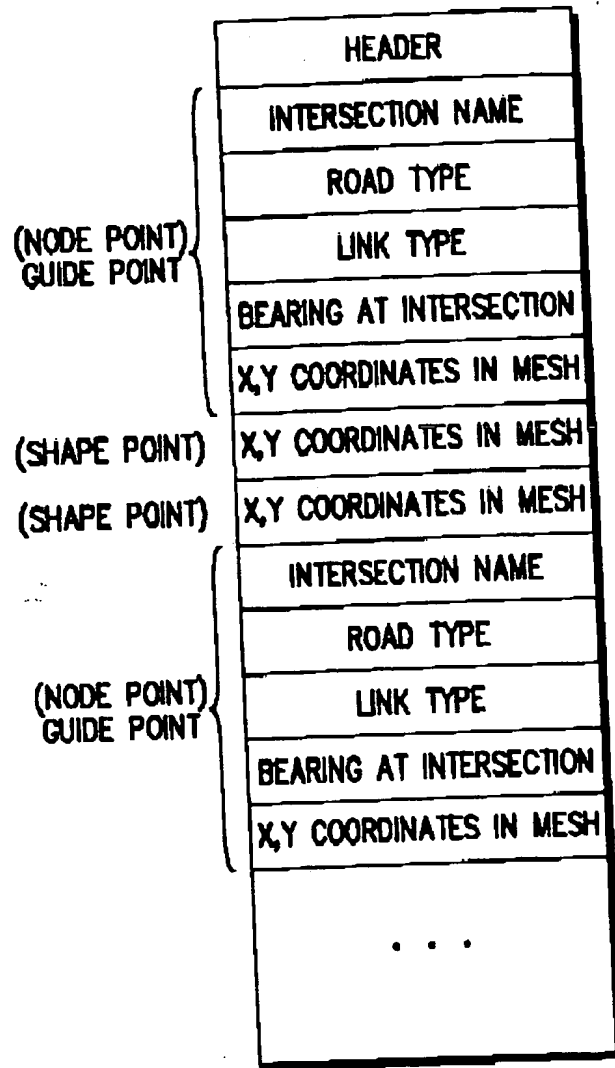 HEADER
INTERSECTION NAME
ROAD TYPE
(NODE POINT)
GUIDE POINT
LINK TYPE
BEARING AT INTERSECTION
X,Y COORDINATES IN MESH
(SHAPE POINT) X,Y COORDINATES IN MESH
(SHAPE POINT) X,Y COORDINATES IN MESH
INTERSECTION NAME
ROAD TYPE
(NODE POINT)
GUIDE POINT
LINK TYPE
BEARING AT INTERSECTION
X,Y COORDINATES IN MESH
. . .